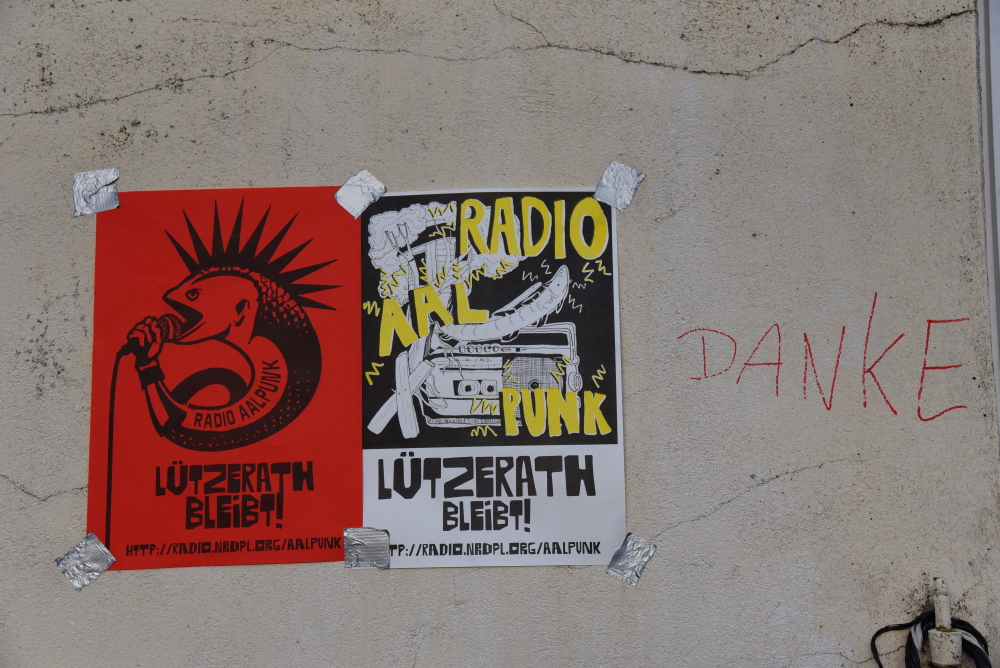 RADIO AALPUNK
LÜTZERATH
BLEIBT!
HTTP://RADIO.NRDPL.ORG/AALPUNK
RADIO
AAL
PUNK
LÜTZERATH
BLEIBT!
TP://RADIO.NRDPL.ORG/AALPUNK
DANKE